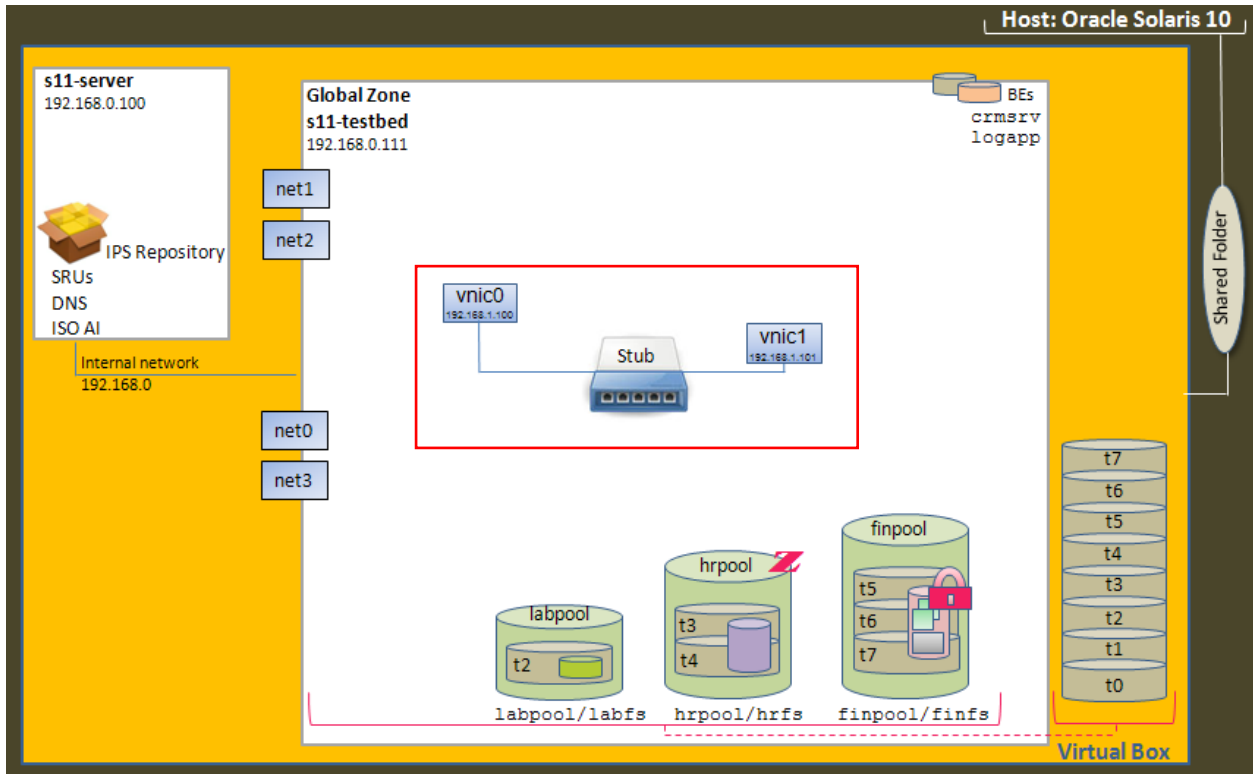 Host: Oracle Solaris 10
s11-server
192.168.0.100
IPS Repository
SRUs
DNS
ISO AI
Internal network
192.168.0
Global Zone
s11-testbed
192.168.0.111
BEs
crmsrv
logapp
net1
net2
net0
net3
vnic0
192.168.1.100
Stub
vnic1
192.168.1.101
Shared Folder
labpool
t2
labpool/labfs
hrpool
Z
t3
t4
hrpool/hrfs
finpool
t5
t6
t7
finpool/finfs
t7
t6
t5
t4
t3
t2
t1
t0
Virtual Box